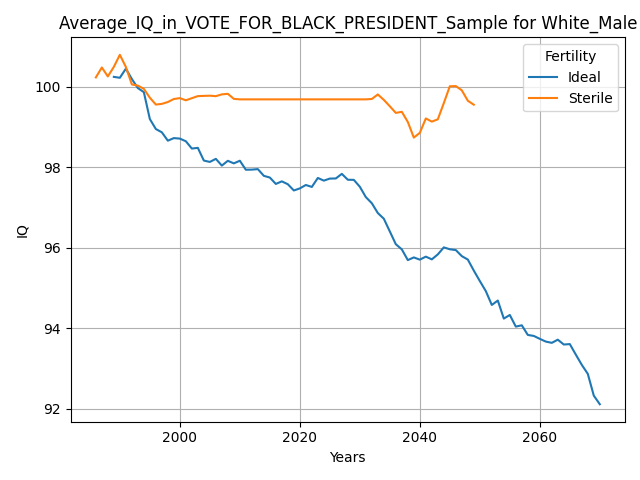 Average_IQ_in_VOTE_FOR_BLACK_PRESIDENT_Sample for White_Male
Fertility
Ideal
Sterile
100
98
96
94
92
IQ
2000
2020
2040
2060
Years